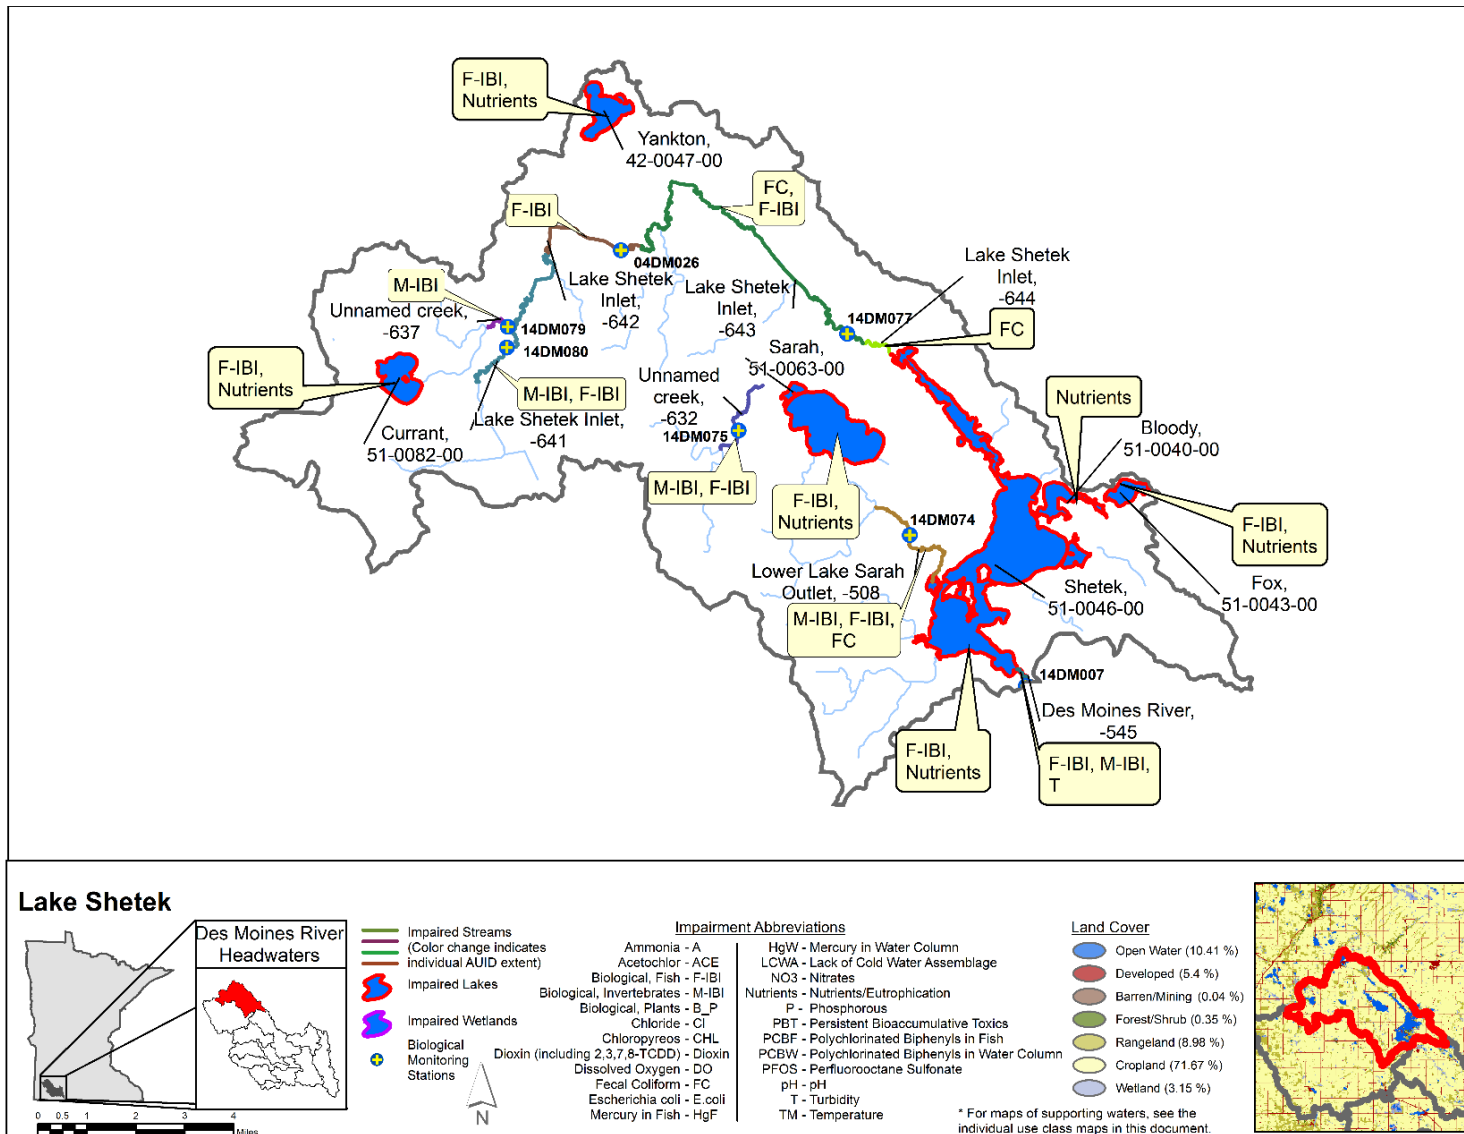 F-IBI,
Nutrients
Yankton,
42-0047-00
FC,
F-IBI
F-IBI
04DM026
Lake Shetek
Inlet,
-642
Lake Shetek
Inlet,
-643
Lake Shetek
Inlet,
-644
14DM077
FC
M-IBI
Unnamed creek,
-637
14DM079
14DM080
F-IBI,
Nutrients
M-IBI, F-IBI
Lake Shetek Inlet,
-641
Currant,
51-0082-00
Sarah,
51-0063-00
Unnamed
creek,
-632
14DM075
M-IBI, F-IBI
F-IBI,
Nutrients
Nutrients
Bloody,
51-0040-00
F-IBI,
Nutrients
Fox,
51-0043-00
14DM074
Lower Lake Sarah
Outlet, -508
M-IBI, F-IBI,
FC
Shetek,
51-0046-00
14DM007
Des Moines River,
-545
F-IBI,
Nutrients
F-IBI, M-IBI,
T
Lake Shetek
Des Moines River
Headwaters
0 0.5 1 2 3 4
Miles
Impaired Streams
(Color change indicates
individual AUID extent)
Impaired Lakes
Impaired Wetlands
Biological
Monitoring
Stations
N
Impairment Abbreviations
Ammonia - A
Acetochlor - ACE
Biological, Fish - F-IBI
Biological, Invertebrates - M-IBI
Biological, Plants - B_P
Chloride - Cl
Chloropyreos - CHL
Dioxin (including 2,3,7,8-TCDD) - Dioxin
Dissolved Oxygen - DO
Fecal Coliform - FC
Escherichia coli - E.coli
Mercury in Fish - HgF
HgW - Mercury in Water Column
LCWA - Lack of Cold Water Assemblage
NO3 - Nitrates
Nutrients - Nutrients/Eutrophication
P - Phosphorous
PBT - Persistent Bioaccumulative Toxics
PCBF - Polychlorinated Biphenyls in Fish
PCBW - Polychlorinated Biphenyls in Water Column
PFOS - Perfluorooctane Sulfonate
pH - pH
T - Turbidity
TM - Temperature
Land Cover
Open Water (10.41 %)
Developed (5.4 %)
Barren/Mining (0.04 %)
Forest/Shrub (0.35 %)
Rangeland (8.98 %)
Cropland (71.67 %)
Wetland (3.15 %)
* For maps of supporting waters, see the
individual use class maps in this document.